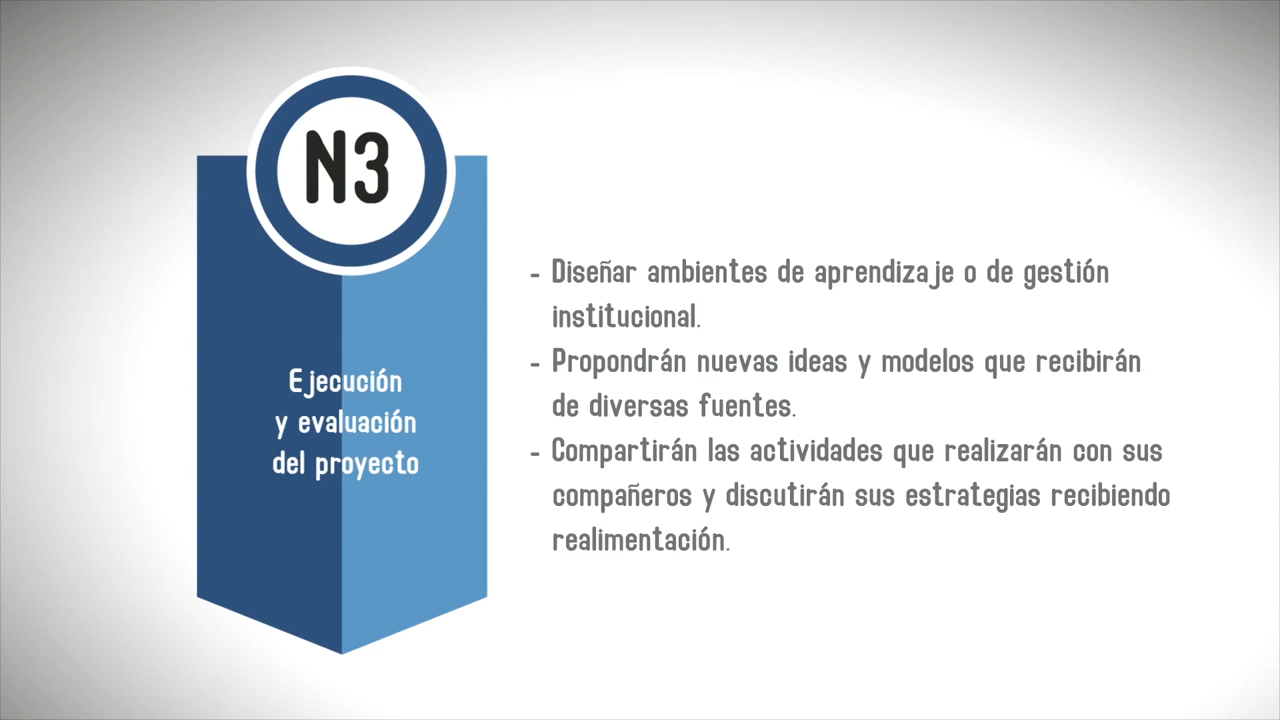 N3
Ejecución
y evaluación
del proyecto
- Diseñar ambientes de aprendizaje o de gestión
institucional.
- Propondrán nuevas ideas y modelos que recibirán
de diversas fuentes.
- Compartirán las actividades que realizarán con sus
compañeros y discutirán sus estrategias recibiendo
realimentación.